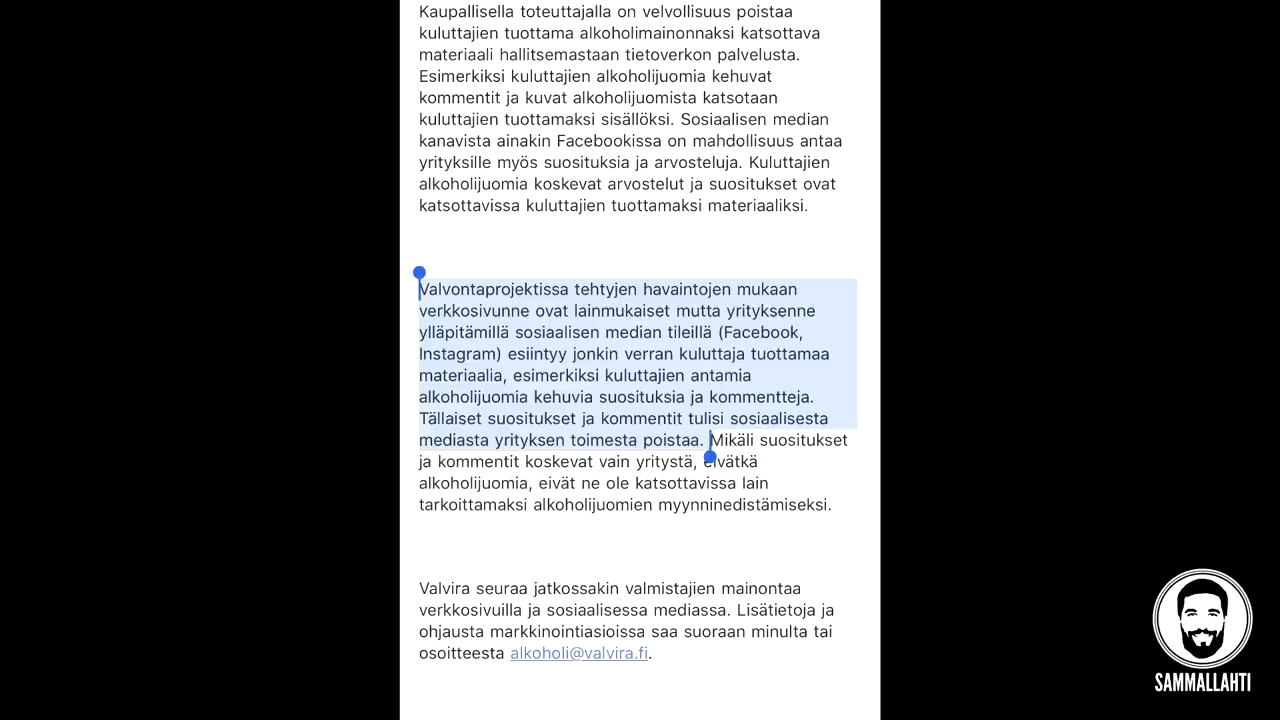 Kaupallisella toteuttajalla on velvollisuus poistaa
kuluttajien tuottama alkoholimainonnaksi katsottava
materiaali hallitsemastaan tietoverkon palvelusta.
Esimerkiksi kuluttajien alkoholijuomia kehuvat
kommentit ja kuvat alkoholijuomista katsotaan
kuluttajien tuottamaksi sisällöksi. Sosiaalisen median
kanavista ainakin Facebookissa on mahdollisuus antaa
yrityksille myös suosituksia ja arvosteluja. Kuluttajien
alkoholijuomia koskevat arvostelut ja suositukset ovat
katsottavissa kuluttajien tuottamaksi materiaaliksi.
Valvontaprojektissa tehtyjen havaintojen mukaan
verkkosivunne ovat lainmukaiset mutta yrityksenne
ylläpitämillä sosiaalisen median tileillä (Facebook,
Instagram) esiintyy jonkin verran kuluttaja tuottamaa
materiaalia, esimerkiksi kuluttajien antamia
alkoholijuomia kehuvia suosituksia ja kommentteja.
Tällaiset suositukset ja kommentit tulisi sosiaalisesta
mediasta yrityksen toimesta poistaa. Mikäli suositukset
ja kommentit koskevat vain yritystä, eivätkä
alkoholijuomia, eivät ne ole katsottavissa lain
tarkoittamaksi alkoholijuomien myynninedistämiseksi.
Valvira seuraa jatkossakin valmistajien mainontaa
verkkosivuilla ja sosiaalisessa mediassa. Lisätietoja ja
ohjausta markkinointiasioissa saa suoraan minulta tai
osoitteesta alkoholi@valvira.fi.
SAMMALLAHTI